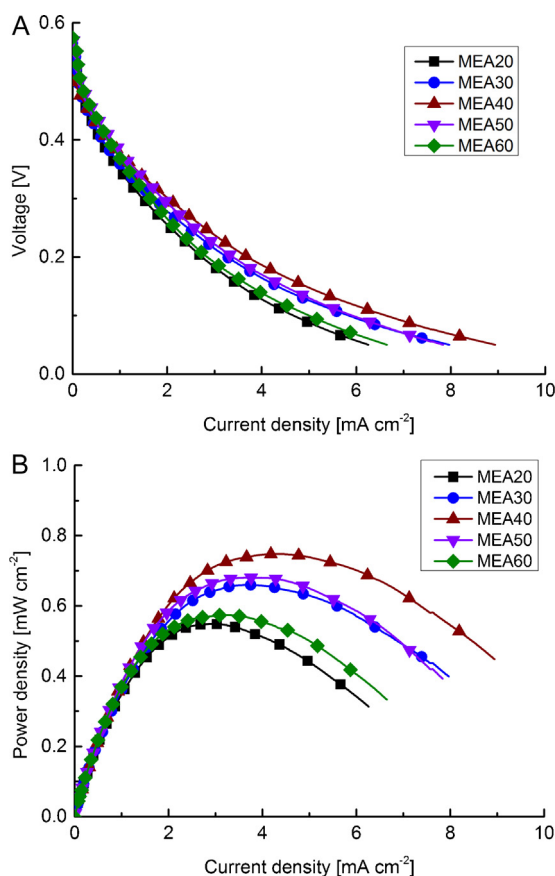 A
0.6
0.4
0.2
0.0
Voltage [V]
MEA20
MEA30
MEA40
MEA50
MEA60
0 2 4 6 8 10
Current density [mA cm⁻²]
B
1.0
0.8
0.6
0.4
0.2
0.0
Power density [mW cm⁻²]
MEA20
MEA30
MEA40
MEA50
MEA60
0 2 4 6 8 10
Current density [mA cm⁻²]